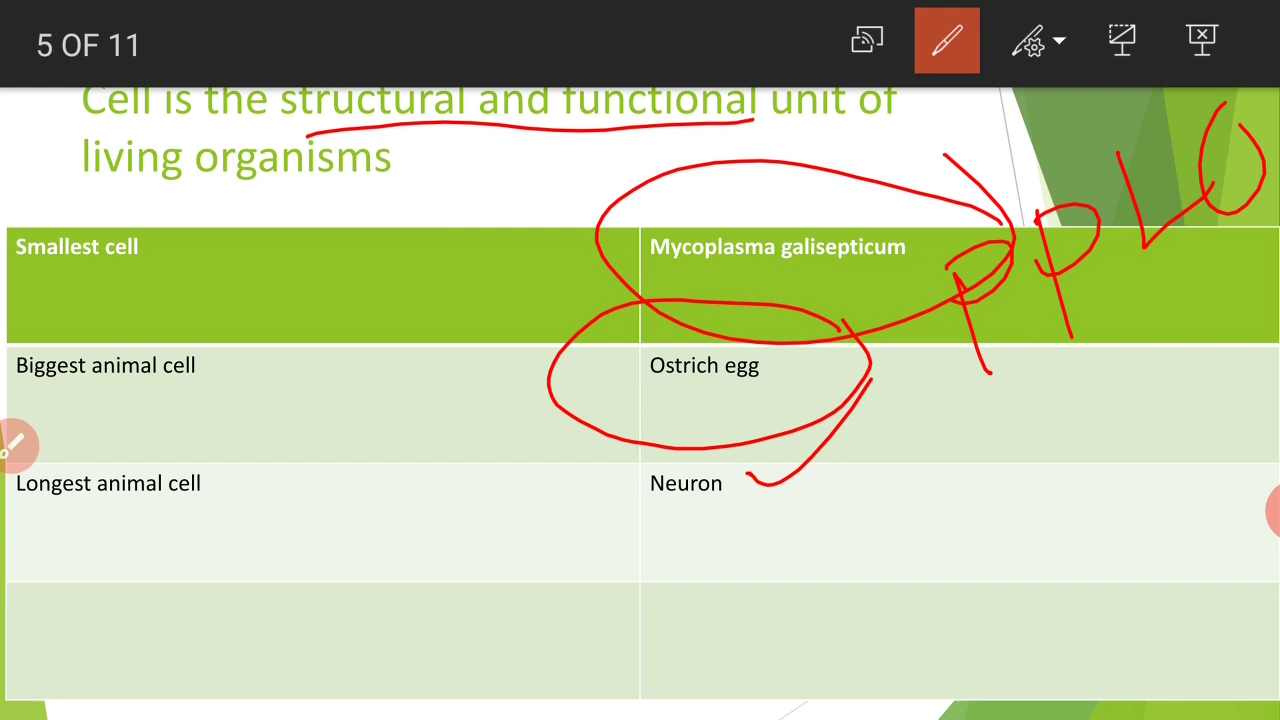 5 OF 11
Cell is the structural and functional unit of
living organisms
Smallest cell
Mycoplasma galisepticum
Biggest animal cell
Ostrich egg
Longest animal cell
Neuron
PPLO